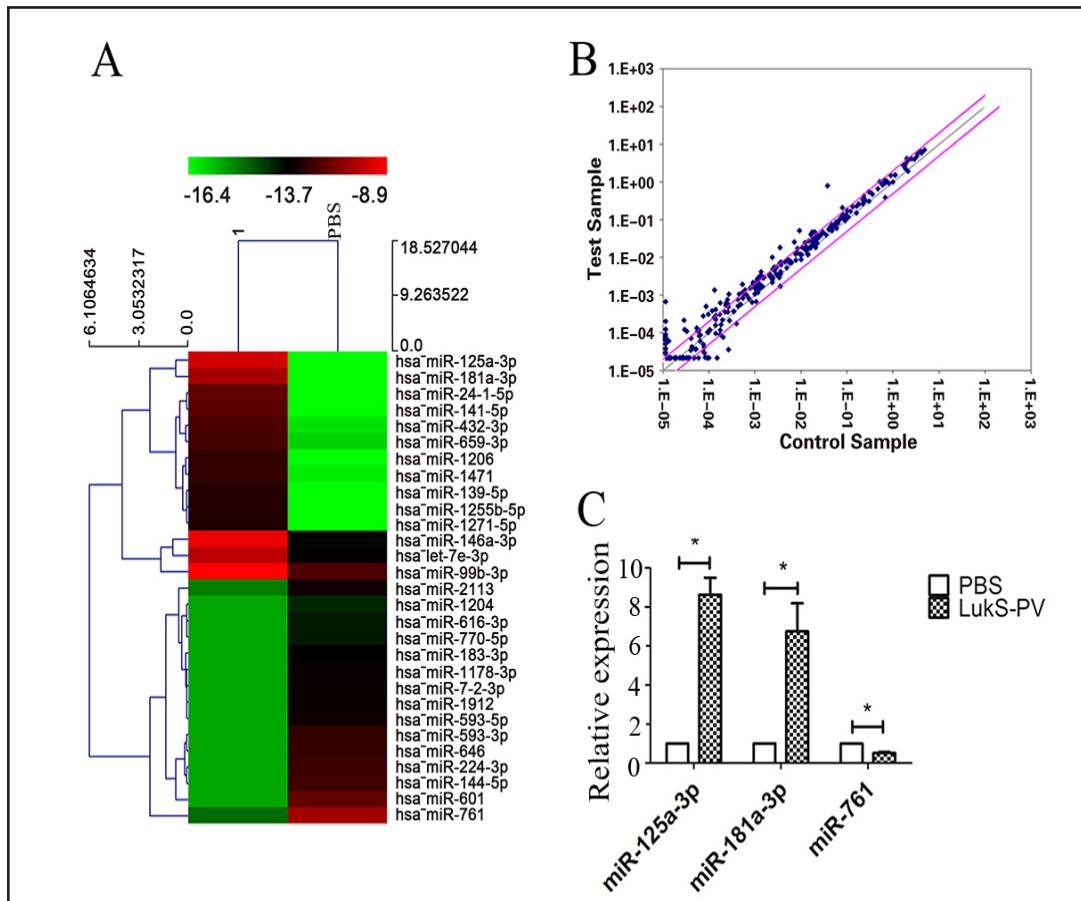 A
-16.4 -13.7 -8.9
1
PBS
6.1064634
3.0532317
0.0
18.527044
9.263522
0.0
hsa-miR-125a-3p
hsa-miR-181a-3p
hsa-miR-24-1-5p
hsa-miR-141-5p
hsa-miR-432-3p
hsa-miR-659-3p
hsa-miR-1206
hsa-miR-1471
hsa-miR-139-5p
hsa-miR-1255b-5p
hsa-miR-1271-5p
hsa-miR-146a-3p
hsa-let-7e-3p
hsa-miR-99b-3p
hsa-miR-2113
hsa-miR-1204
hsa-miR-616-3p
hsa-miR-770-5p
hsa-miR-183-3p
hsa-miR-1178-3p
hsa-miR-7-2-3p
hsa-miR-1912
hsa-miR-593-5p
hsa-miR-593-3p
hsa-miR-646
hsa-miR-224-3p
hsa-miR-144-5p
hsa-miR-601
hsa-miR-761
B
Test Sample
1.E+03
1.E+02
1.E+01
1.E+00
1.E-01
1.E-02
1.E-03
1.E-04
1.E-05
1.E-05
1.E-04
1.E-03
1.E-02
1.E-01
1.E+00
1.E+01
1.E+02
1.E+03
Control Sample
C
Relative expression
10
8
6
4
2
0
*
*
*
PBS
LukS-PV
miR-125a-3p
miR-181a-3p
miR-761